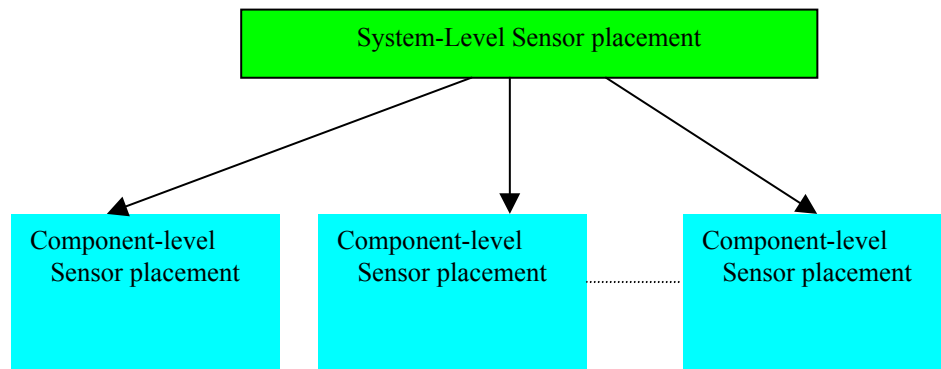 System-Level Sensor placement
Component-level
Sensor placement
Component-level
Sensor placement
Component-level
Sensor placement